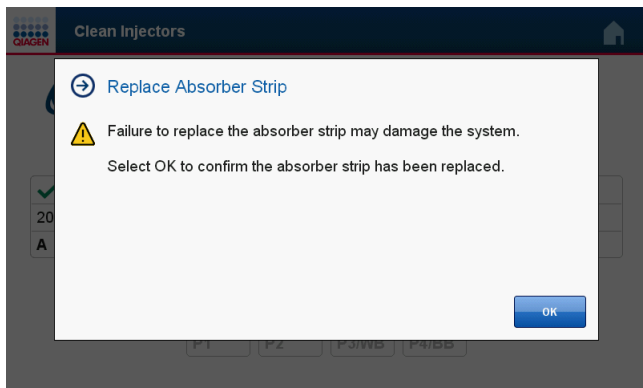 QIAGEN
Clean Injectors
Replace Absorber Strip
Failure to replace the absorber strip may damage the system.
Select OK to confirm the absorber strip has been replaced.
20
A
OK
P1 P2 P3/WB P4/BB